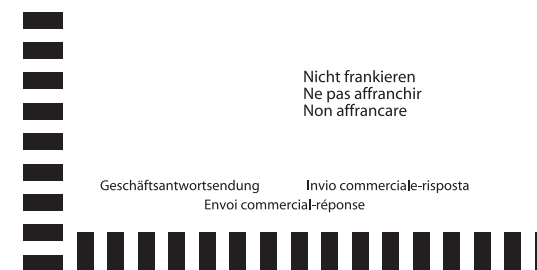 Nicht frankieren
Ne pas affranchir
Non affrancare
Geschäftsantwortsendung Invio commerciale-risposta
Envoi commercial-réponse